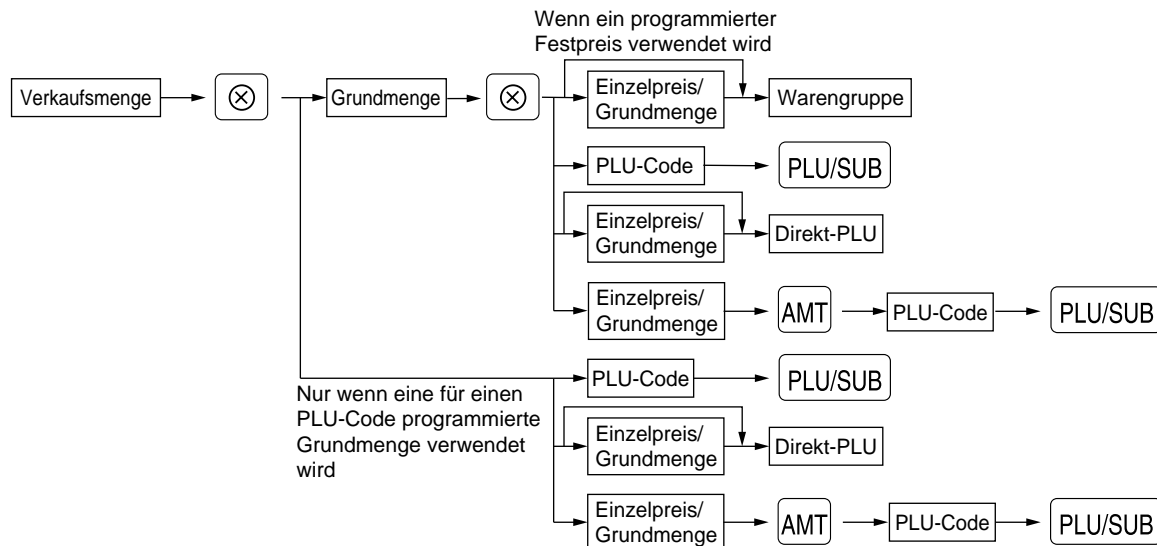 Wenn ein programmierter
Festpreis verwendet wird
Verkaufsmenge
⊗
Grundmenge
⊗
Einzelpreis/
Grundmenge
Warengruppe
PLU-Code
PLU/SUB
Einzelpreis/
Grundmenge
Direkt-PLU
Einzelpreis/
Grundmenge
AMT
PLU-Code
PLU/SUB
PLU-Code
PLU/SUB
Nur wenn eine für einen
PLU-Code programmierte
Grundmenge verwendet
wird
Einzelpreis/
Grundmenge
Direkt-PLU
Einzelpreis/
Grundmenge
AMT
PLU-Code
PLU/SUB